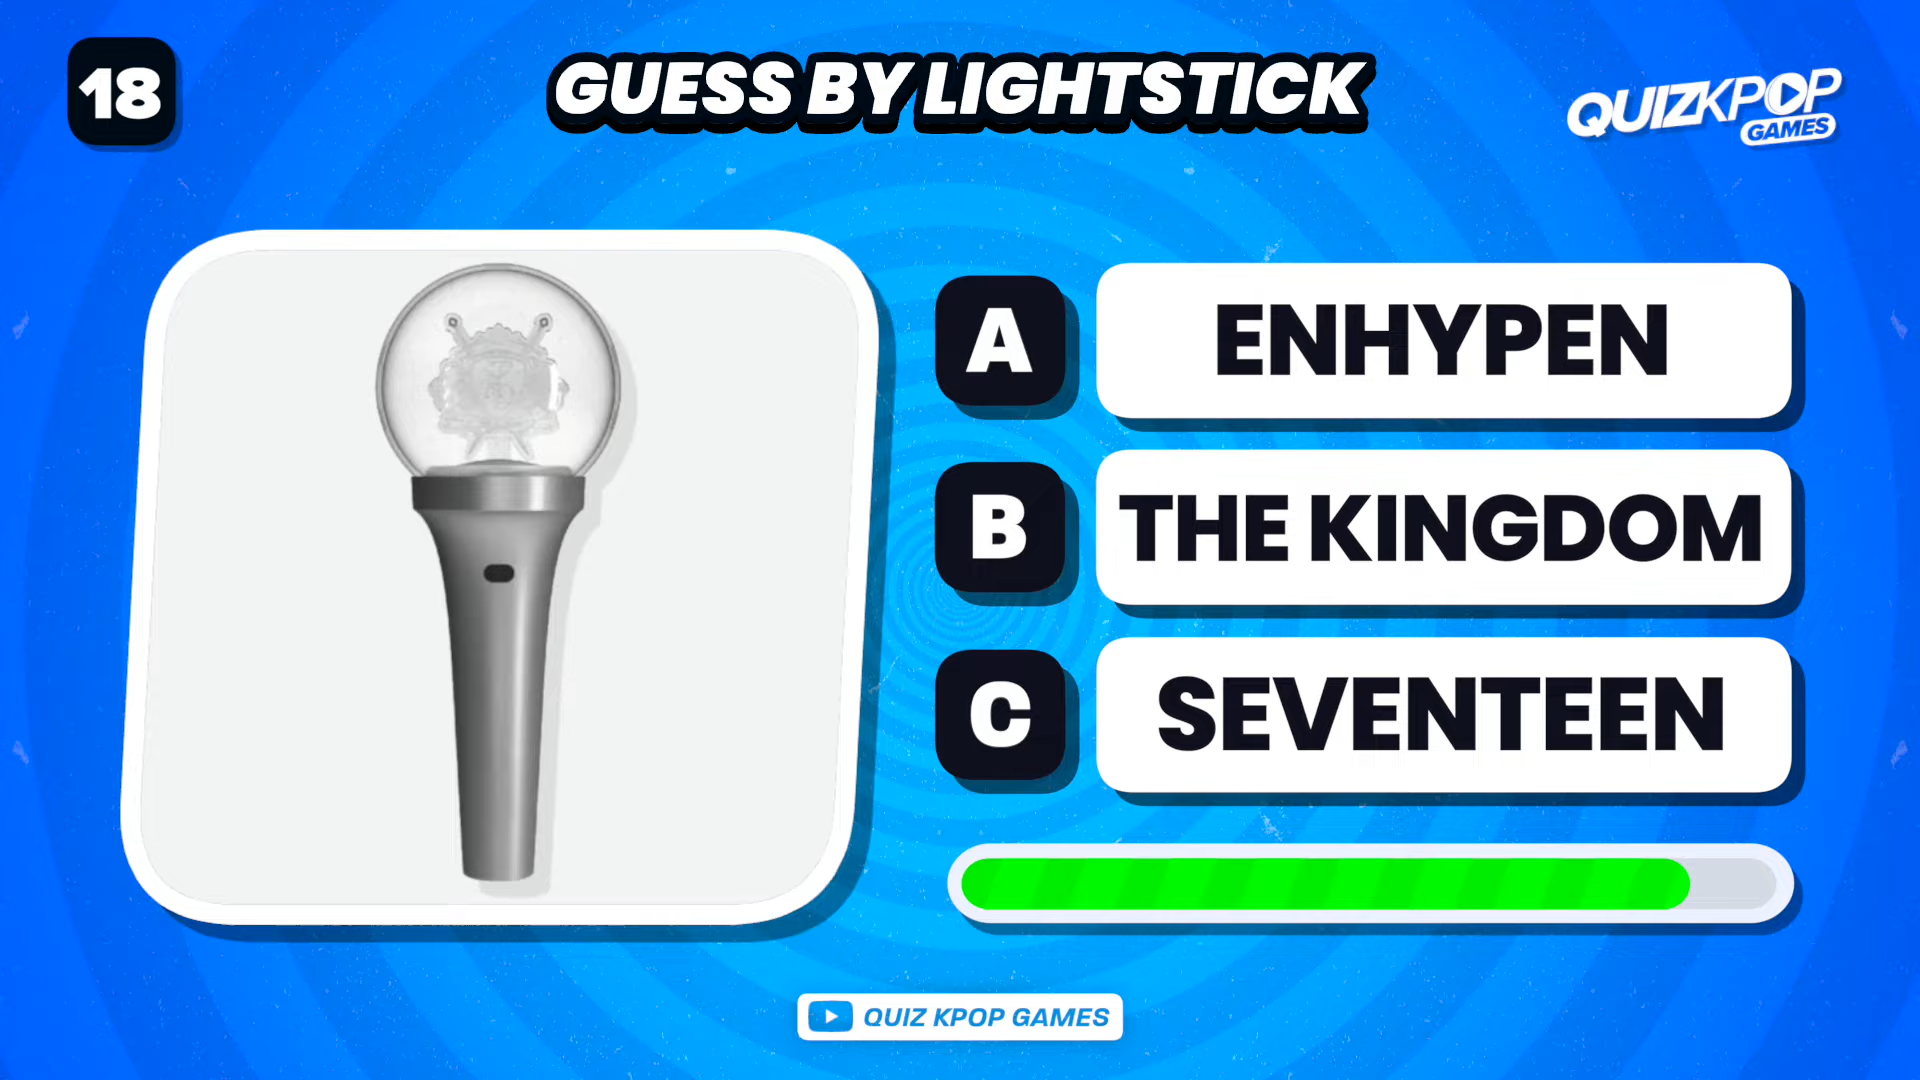 18
GUESS BY LIGHTSTICK
QUIZKPOP
GAMES
A
ENHYPEN
B
THE KINGDOM
C
SEVENTEEN
QUIZ KPOP GAMES